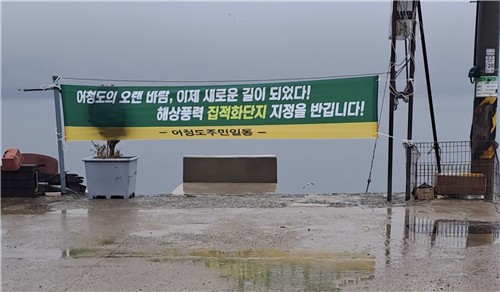 어청도의 오랜 바람, 이제 새로운 길이 되었다!
해상풍력 집적화단지 지정을 반깁니다!
- 어청도주민일동 -